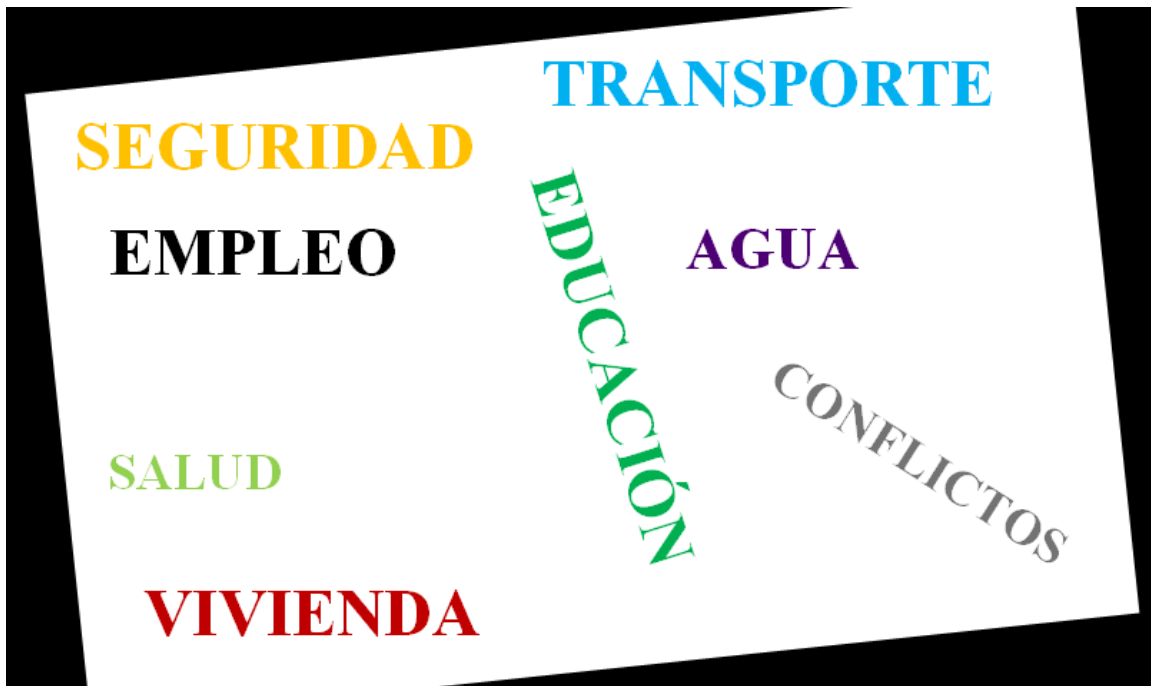 TRANSPORTE
SEGURIDAD
EMPLEO
EDUCACIÓN
AGUA
CONFLICTOS
SALUD
VIVIENDA